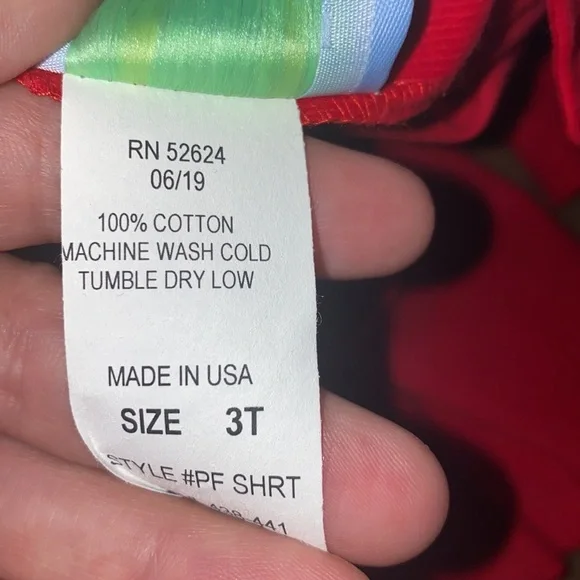 RN 52624
06/19
100% COTTON
MACHINE WASH COLD
TUMBLE DRY LOW
MADE IN USA
SIZE 3T
STYLE #PF SHRT